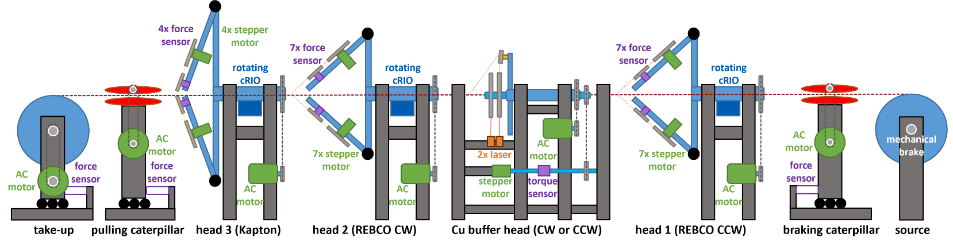 4x force
sensor
4x stepper
motor
rotating
cRIO
AC
motor
7x force
sensor
rotating
cRIO
7x stepper
motor
AC
motor
2x laser
AC
motor
stepper
motor
torque
sensor
7x force
sensor
rotating
cRIO
7x stepper
motor
AC
motor
AC
motor
force
sensor
mechanical
brake
AC
motor
force
sensor
AC
motor
force
sensor
take-up
pulling caterpillar
head 3 (Kapton)
head 2 (REBCO CW)
Cu buffer head (CW or CCW)
head 1 (REBCO CCW)
braking caterpillar
source